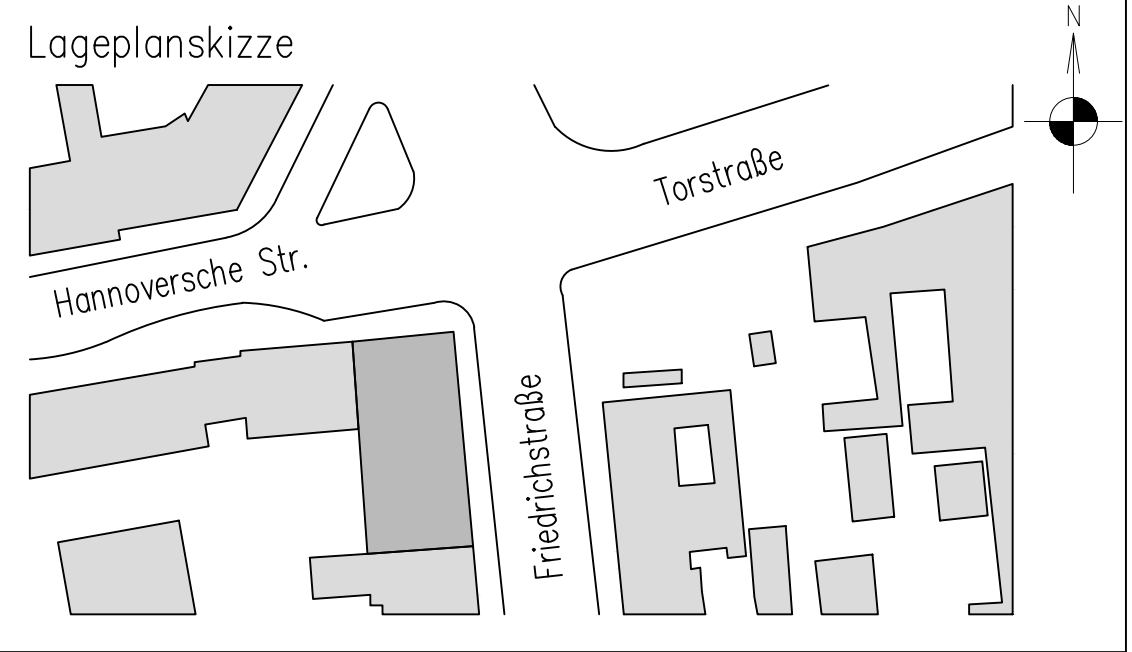 Lageplanskizze
N
Torstraße
Hannoversche Str.
Friedrichstraße